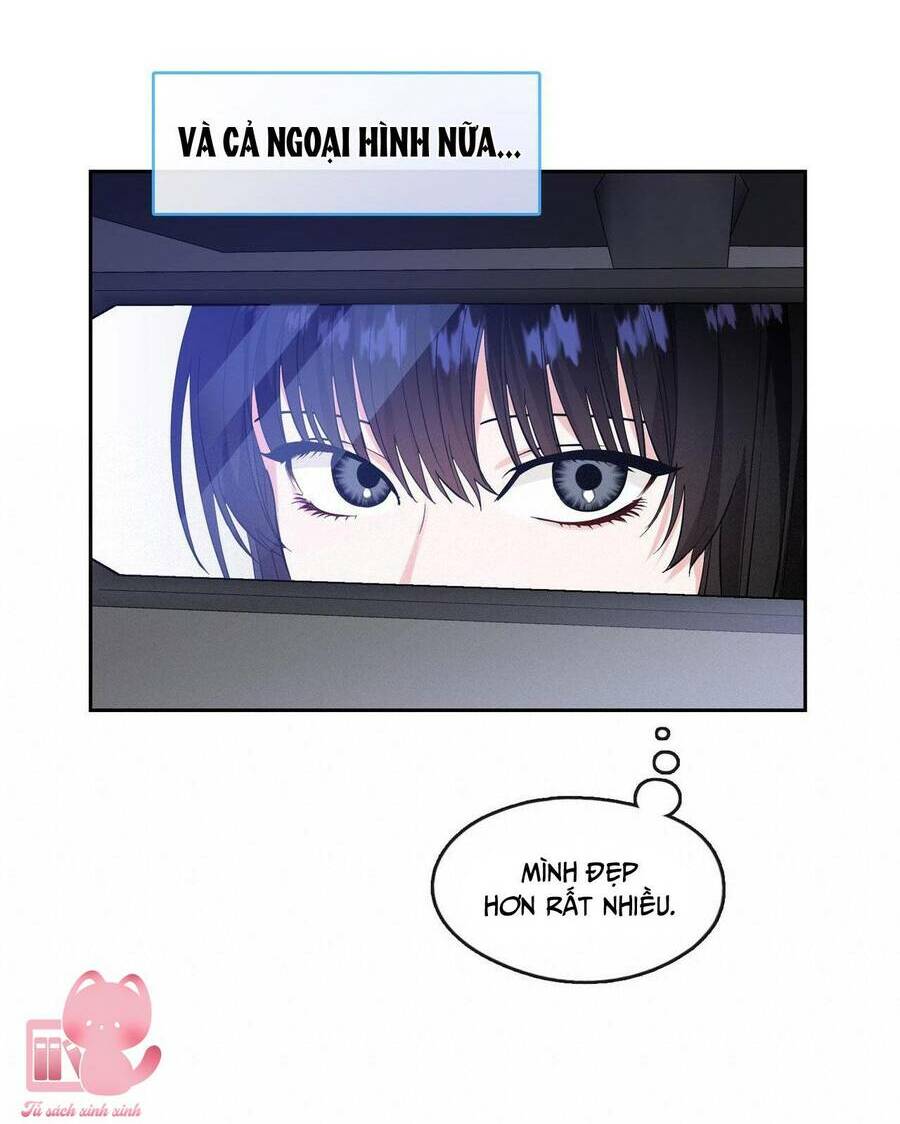 VÀ CẢ NGOẠI HÌNH NỮA...
MÌNH ĐẸP
HƠN RẤT NHIỀU.
Tủ sách xinh xinh